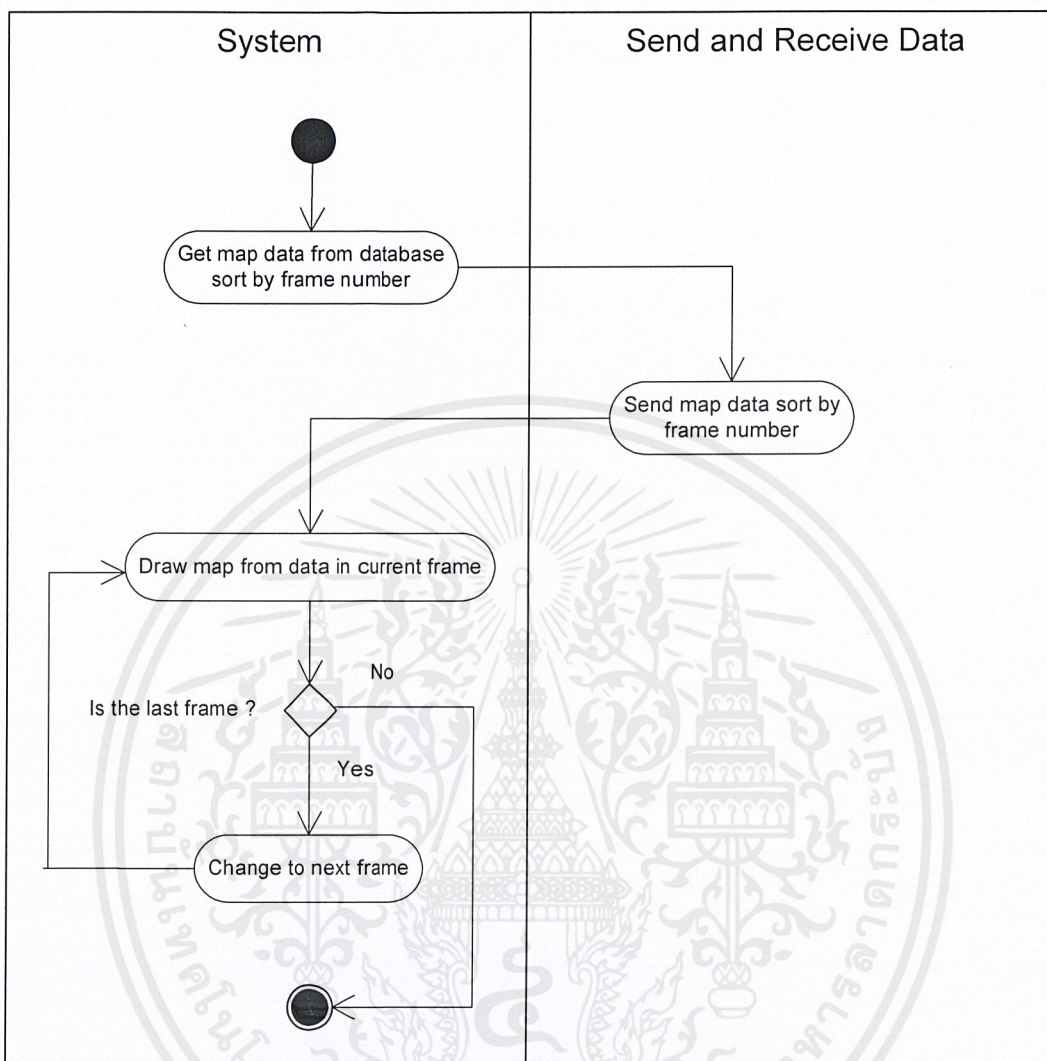 System
Send and Receive Data
Get map data from database
sort by frame number
Send map data sort by
frame number
Draw map from data in current frame
No
Is the last frame ?
Yes
Change to next frame